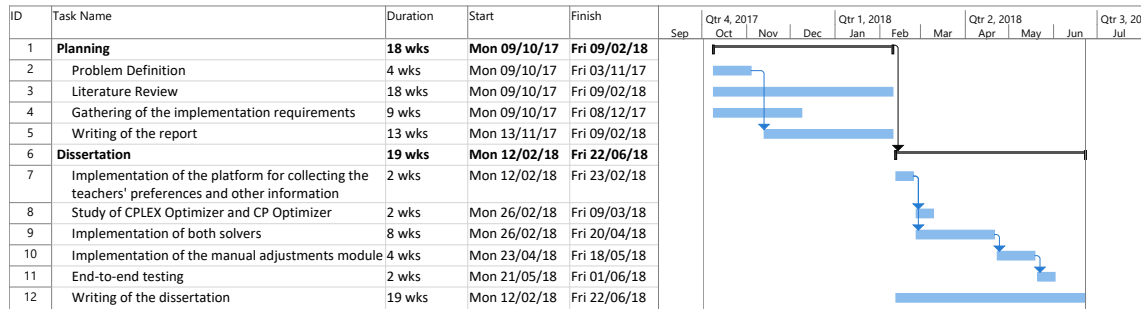 ID Task Name Duration Start Finish Qtr 4, 2017 Qtr 1, 2018 Qtr 2, 2018 Qtr 3, 20
Sep Oct Nov Dec Jan Feb Mar Apr May Jun Jul
1 Planning 18 wks Mon 09/10/17 Fri 09/02/18
2 Problem Definition 4 wks Mon 09/10/17 Fri 03/11/17
3 Literature Review 18 wks Mon 09/10/17 Fri 09/02/18
4 Gathering of the implementation requirements 9 wks Mon 09/10/17 Fri 08/12/17
5 Writing of the report 13 wks Mon 13/11/17 Fri 09/02/18
6 Dissertation 19 wks Mon 12/02/18 Fri 22/06/18
7 Implementation of the platform for collecting the 2 wks Mon 12/02/18 Fri 23/02/18
teachers' preferences and other information
8 Study of CPLEX Optimizer and CP Optimizer 2 wks Mon 26/02/18 Fri 09/03/18
9 Implementation of both solvers 8 wks Mon 26/02/18 Fri 20/04/18
10 Implementation of the manual adjustments module 4 wks Mon 23/04/18 Fri 18/05/18
11 End-to-end testing 2 wks Mon 21/05/18 Fri 01/06/18
12 Writing of the dissertation 19 wks Mon 12/02/18 Fri 22/06/18